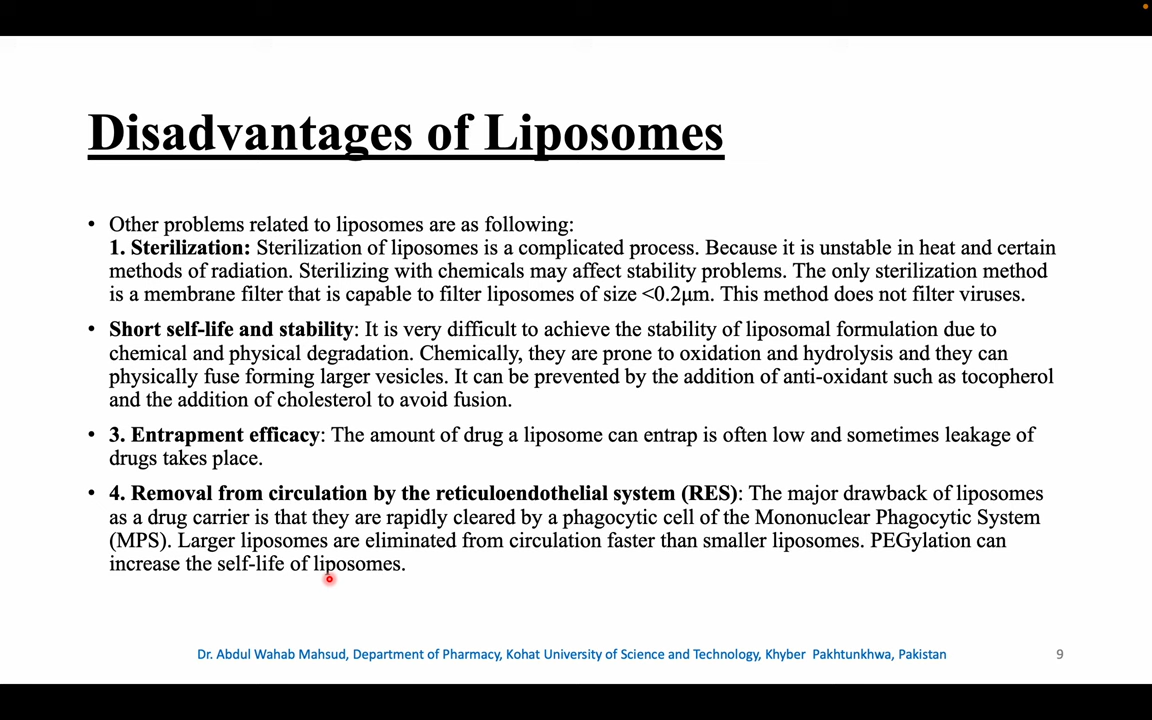 Disadvantages of Liposomes
• Other problems related to liposomes are as following:
1. Sterilization: Sterilization of liposomes is a complicated process. Because it is unstable in heat and certain
methods of radiation. Sterilizing with chemicals may affect stability problems. The only sterilization method
is a membrane filter that is capable to filter liposomes of size <0.2μm. This method does not filter viruses.
• Short self-life and stability: It is very difficult to achieve the stability of liposomal formulation due to
chemical and physical degradation. Chemically, they are prone to oxidation and hydrolysis and they can
physically fuse forming larger vesicles. It can be prevented by the addition of anti-oxidant such as tocopherol
and the addition of cholesterol to avoid fusion.
• 3. Entrapment efficacy: The amount of drug a liposome can entrap is often low and sometimes leakage of
drugs takes place.
• 4. Removal from circulation by the reticuloendothelial system (RES): The major drawback of liposomes
as a drug carrier is that they are rapidly cleared by a phagocytic cell of the Mononuclear Phagocytic System
(MPS). Larger liposomes are eliminated from circulation faster than smaller liposomes. PEGylation can
increase the self-life of liposomes.
Dr. Abdul Wahab Mahsud, Department of Pharmacy, Kohat University of Science and Technology, Khyber Pakhtunkhwa, Pakistan
9